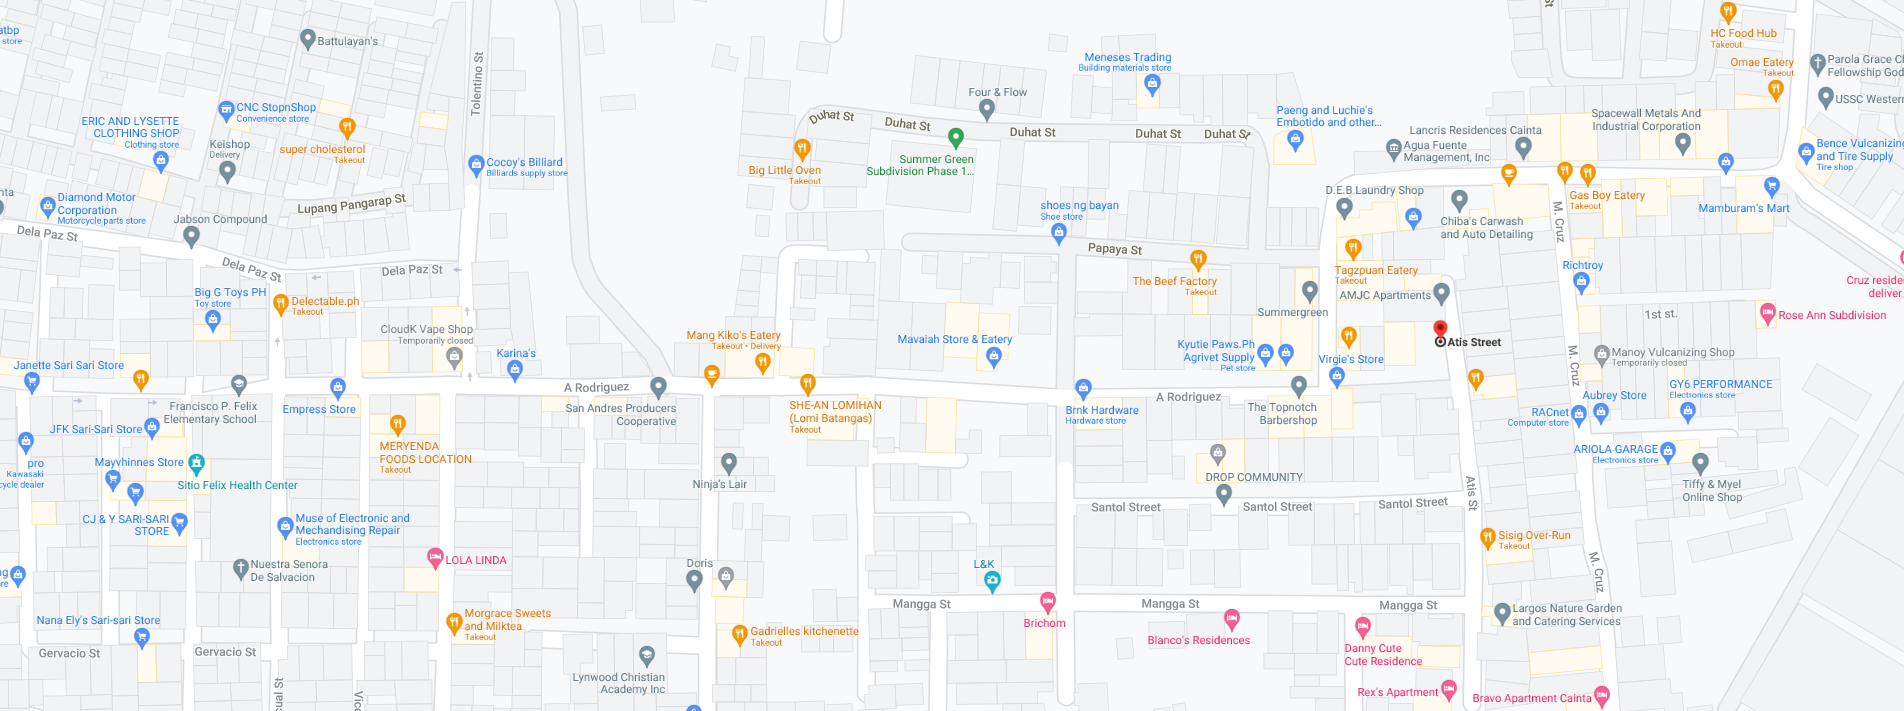 atbp
store
Battulayan's
Tolentino St
ERIC AND LYSETTE
CLOTHING SHOP
Clothing store
CNC StopnShop
Convenience store
super cholesterol
Takeout
Keishop
Delivery
Cocoy's Billiard
Billiards supply store
Diamond Motor
Corporation
Motorcycle parts store
Lupang Pangarap St
Jabson Compound
Dela Paz St
Dela Paz St
Dela Paz St
Big G Toys PH
Toy store
Delectable.ph
Takeout
CloudK Vape Shop
Temporarily closed
Karina's
Janette Sari Sari Store
Francisco P. Felix
Elementary School
Empress Store
A Rodriguez
San Andres Producers
Cooperative
JFK Sari-Sari Store
MERYENDA
FOODS LOCATION
Takeout
pro
Kawasaki
cycle dealer
Mayvhinnes Store
Sitio Felix Health Center
CJ & Y SARI-SARI
STORE
Muse of Electronic and
Mechandising Repair
Electronics store
Nuestra Senora
De Salvacion
LOLA LINDA
Nana Ely's Sari-sari Store
Morgrace Sweets
and Milktea
Takeout
Gervacio St
Gervacio St
Lynwood Christian
Academy Inc
Ninja's Lair
Doris
Gadrielles kitchenette
Takeout
Mang Kiko's Eatery
Takeout • Delivery
SHE-AN LOMIHAN
(Lomi Batangas)
Takeout
Big Little Oven
Takeout
Duhat St
Duhat St
Duhat St
Duhat St
Duhat St
Four & Flow
Summer Green
Subdivision Phase 1...
Meneses Trading
Building materials store
shoes ng bayan
Shoe store
Papaya St
The Beef Factory
Takeout
Mavaiah Store & Eatery
Brnk Hardware
Hardware store
A Rodriguez
Kyutie Paws.Ph
Agrivet Supply
Pet store
Summergreen
Virgie's Store
The Topnotch
Barbershop
DROP COMMUNITY
Santol Street
Santol Street
Santol Street
L&K
Mangga St
Mangga St
Mangga St
Brichom
Blanco's Residences
Danny Cute
Cute Residence
Rex's Apartment
Bravo Apartment Cainta
Paeng and Luchie's
Embotido and other...
Lancris Residences Cainta
Agua Fuente
Management, Inc
D.E.B Laundry Shop
Chiba's Carwash
and Auto Detailing
Tagzpuan Eatery
Takeout
AMJC Apartments
Atis Street
Atis St
Sisig Over-Run
Takeout
Largos Nature Garden
and Catering Services
HC Food Hub
Takeout
Omae Eatery
Takeout
Spacewall Metals And
Industrial Corporation
Parola Grace C
Fellowship God
USSC Western
Bence Vulcanizing
and Tire Supply
Tire shop
Gas Boy Eatery
Takeout
Mamburam's Mart
M. Cruz
M. Cruz
M. Cruz
Richtroy
1st st.
Cruz reside
deliver
Rose Ann Subdivision
Manoy Vulcanizing Shop
Temporarily closed
GY6 PERFORMANCE
Electronics store
Aubrey Store
RACnet
Computer store
ARIOLA GARAGE
Electronics store
Tiffy & Myel
Online Shop